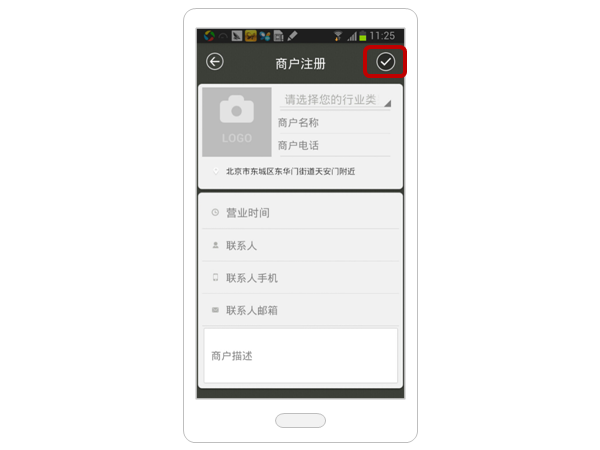 11:25
商户注册
LOGO
请选择您的行业类
商户名称
商户电话
北京市东城区东华门街道天安门附近
营业时间
联系人
联系人手机
联系人邮箱
商户描述